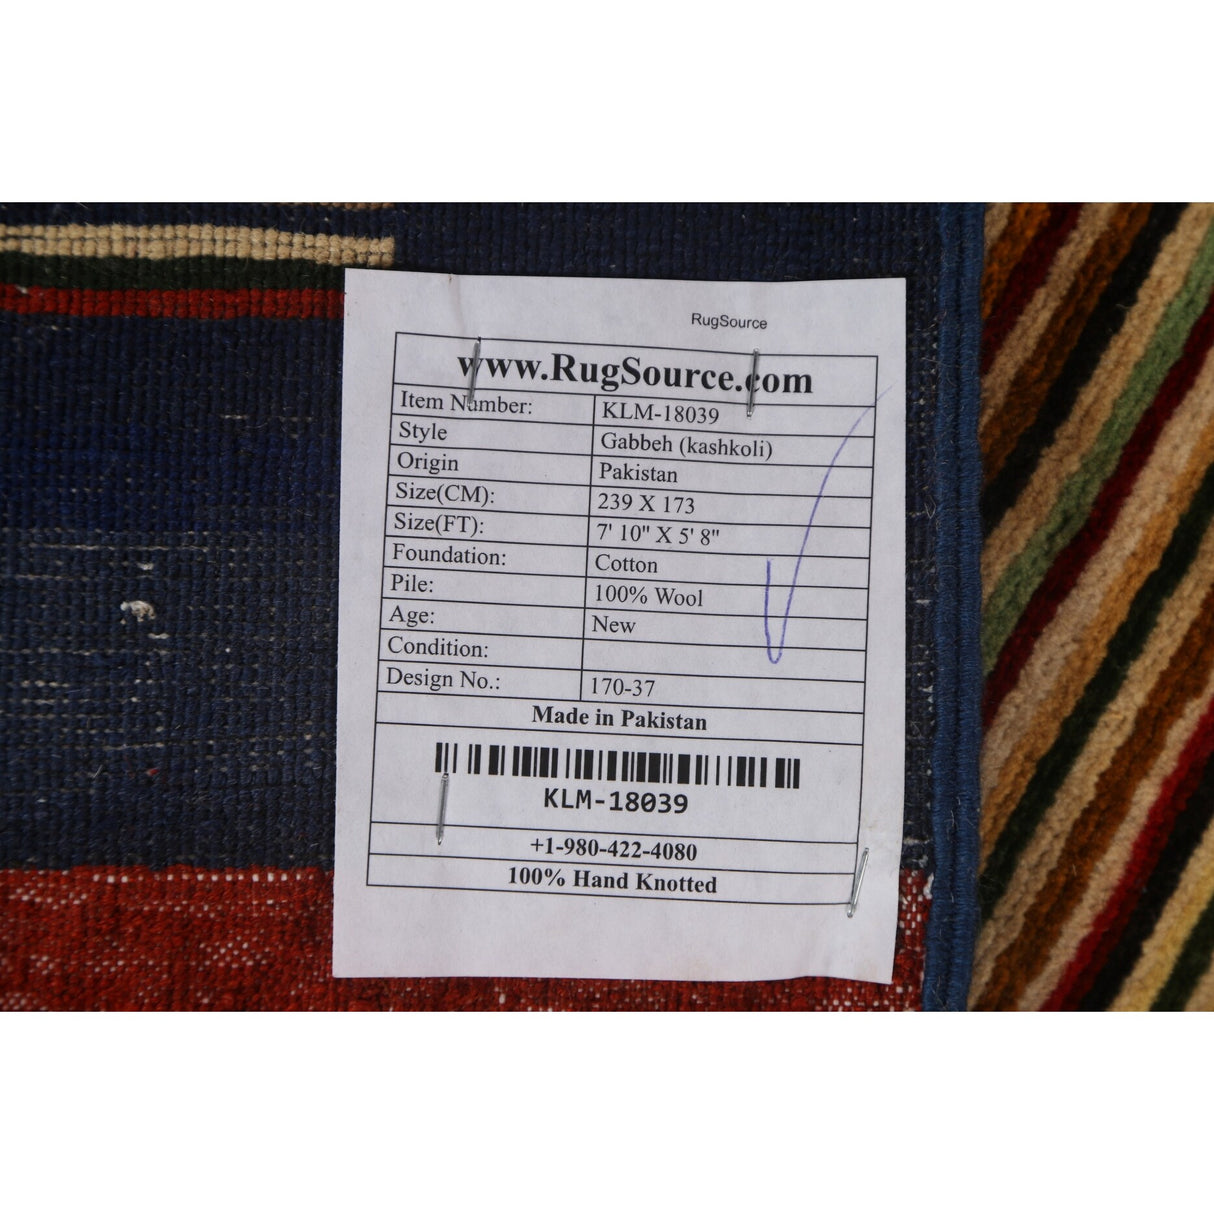 RugSource
www.RugSource.com
Item Number: KLM-18039
Style Gabbeh (kashkoli)
Origin Pakistan
Size(CM): 239 X 173
Size(FT): 7' 10" X 5' 8"
Foundation: Cotton
Pile: 100% Wool
Age: New
Condition:
Design No.: 170-37
Made in Pakistan
KLM-18039
+1-980-422-4080
100% Hand Knotted